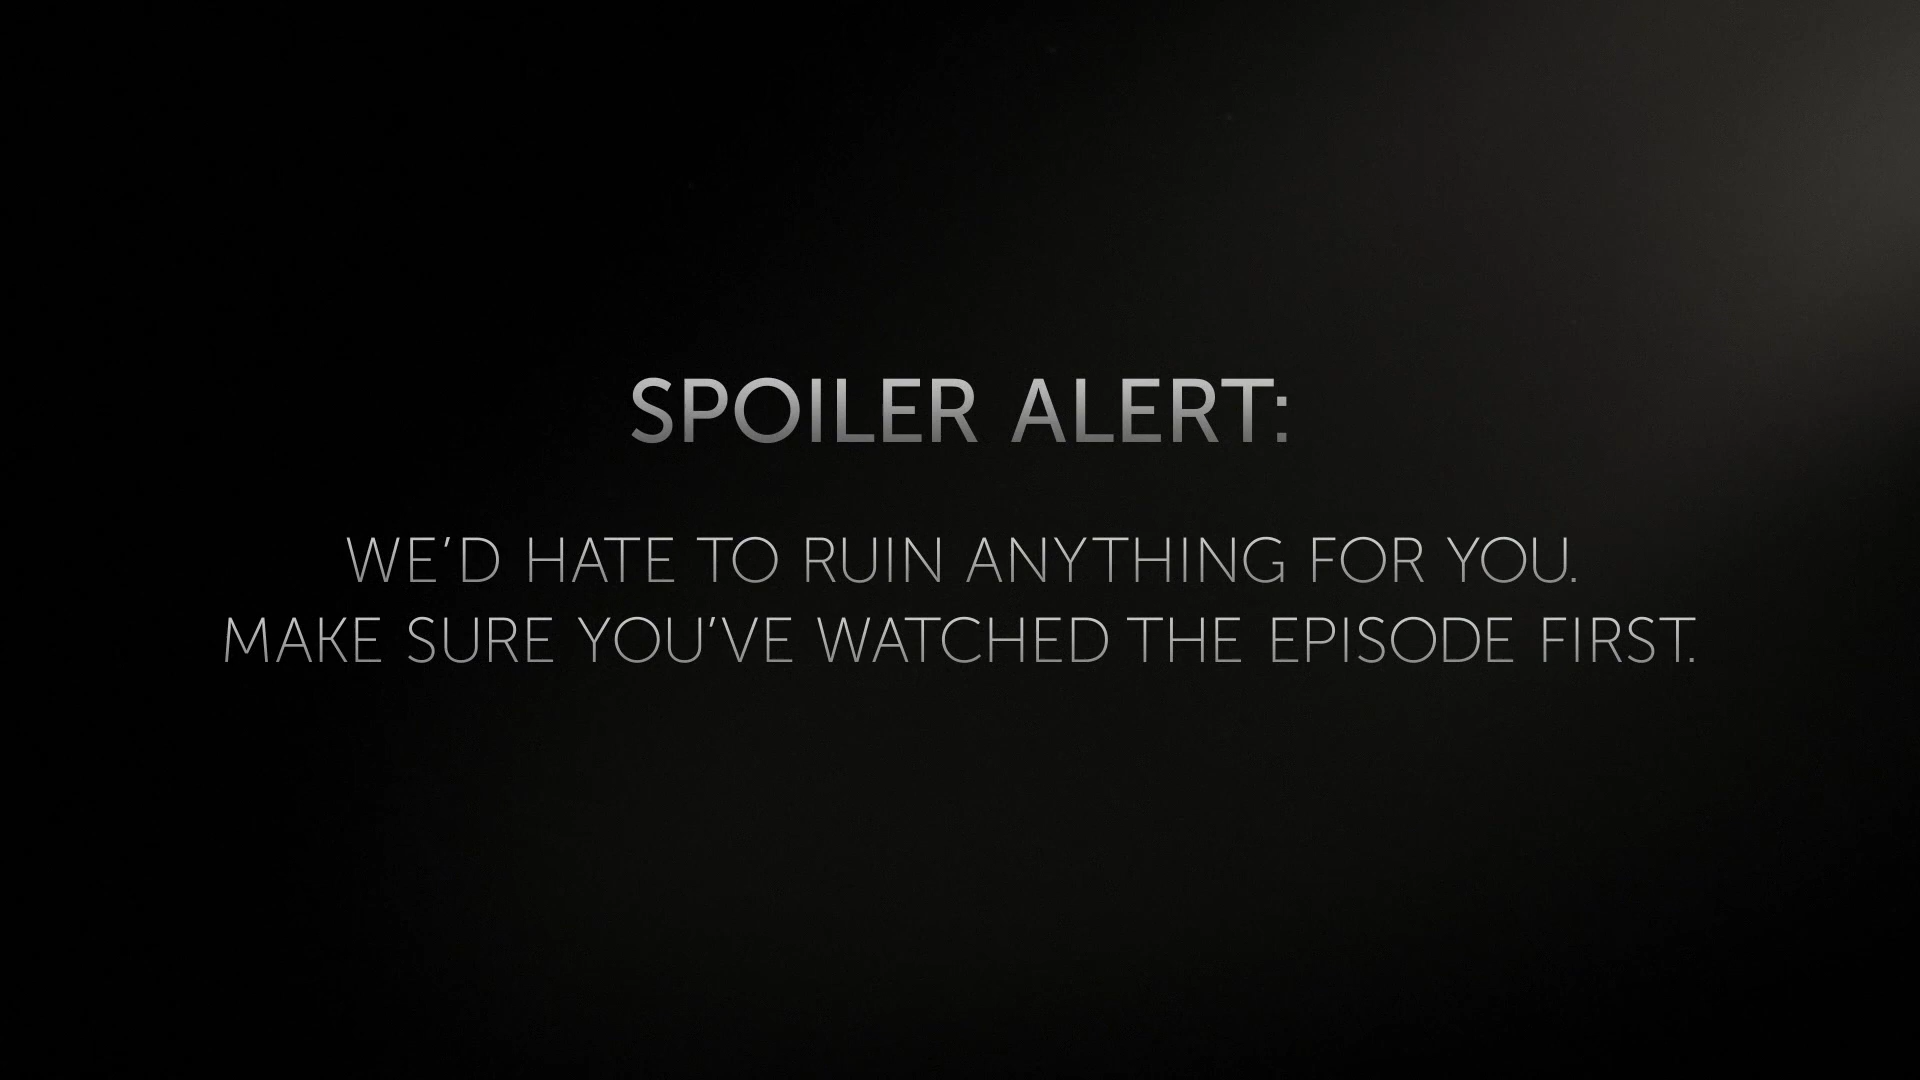 SPOILER ALERT:
WE’D HATE TO RUIN ANYTHING FOR YOU.
MAKE SURE YOU’VE WATCHED THE EPISODE FIRST.